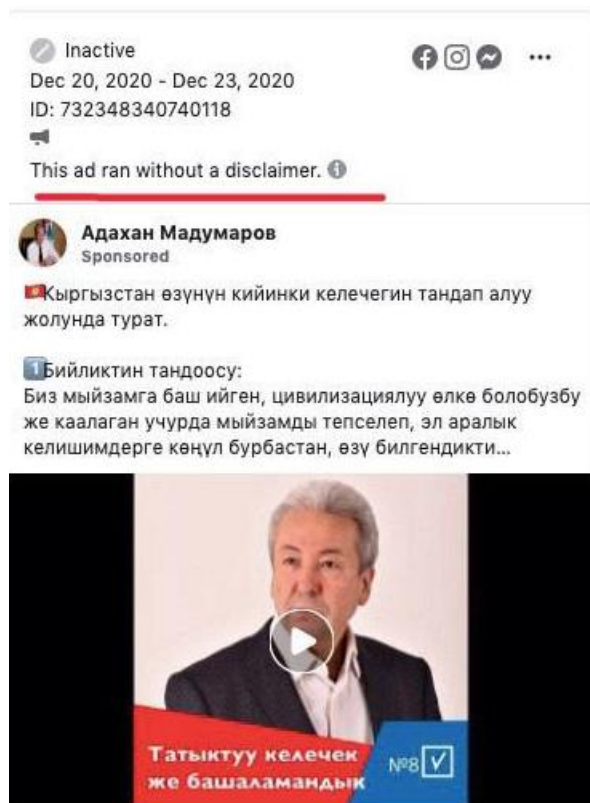 Inactive
Dec 20, 2020 - Dec 23, 2020
ID: 732348340740118
This ad ran without a disclaimer.
Адахан Мадумаров
Sponsored
Кыргызстан өзүнүн кийинки келечегин тандап алуу
жолунда турат.
1️⃣Бийликтин тандоосу:
Биз мыйзамга баш ийген, цивилизациялуу өлкө болобузбу
же каалаган учурда мыйзамды тепселеп, эл аралык
келишимдерге көңүл бурбастан, өзү билгендикти...
Татыктуу келечек
же башаламандык
№8